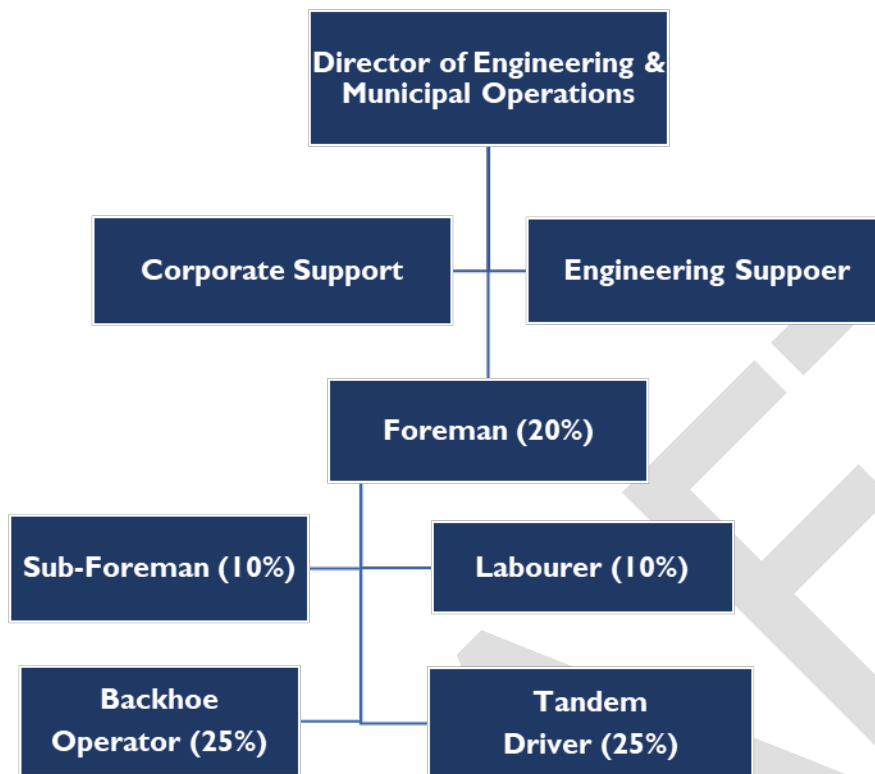 Director of Engineering &
Municipal Operations
Corporate Support
Engineering Suppoer
Foreman (20%)
Sub-Foreman (10%)
Labourer (10%)
Backhoe
Operator (25%)
Tandem
Driver (25%)